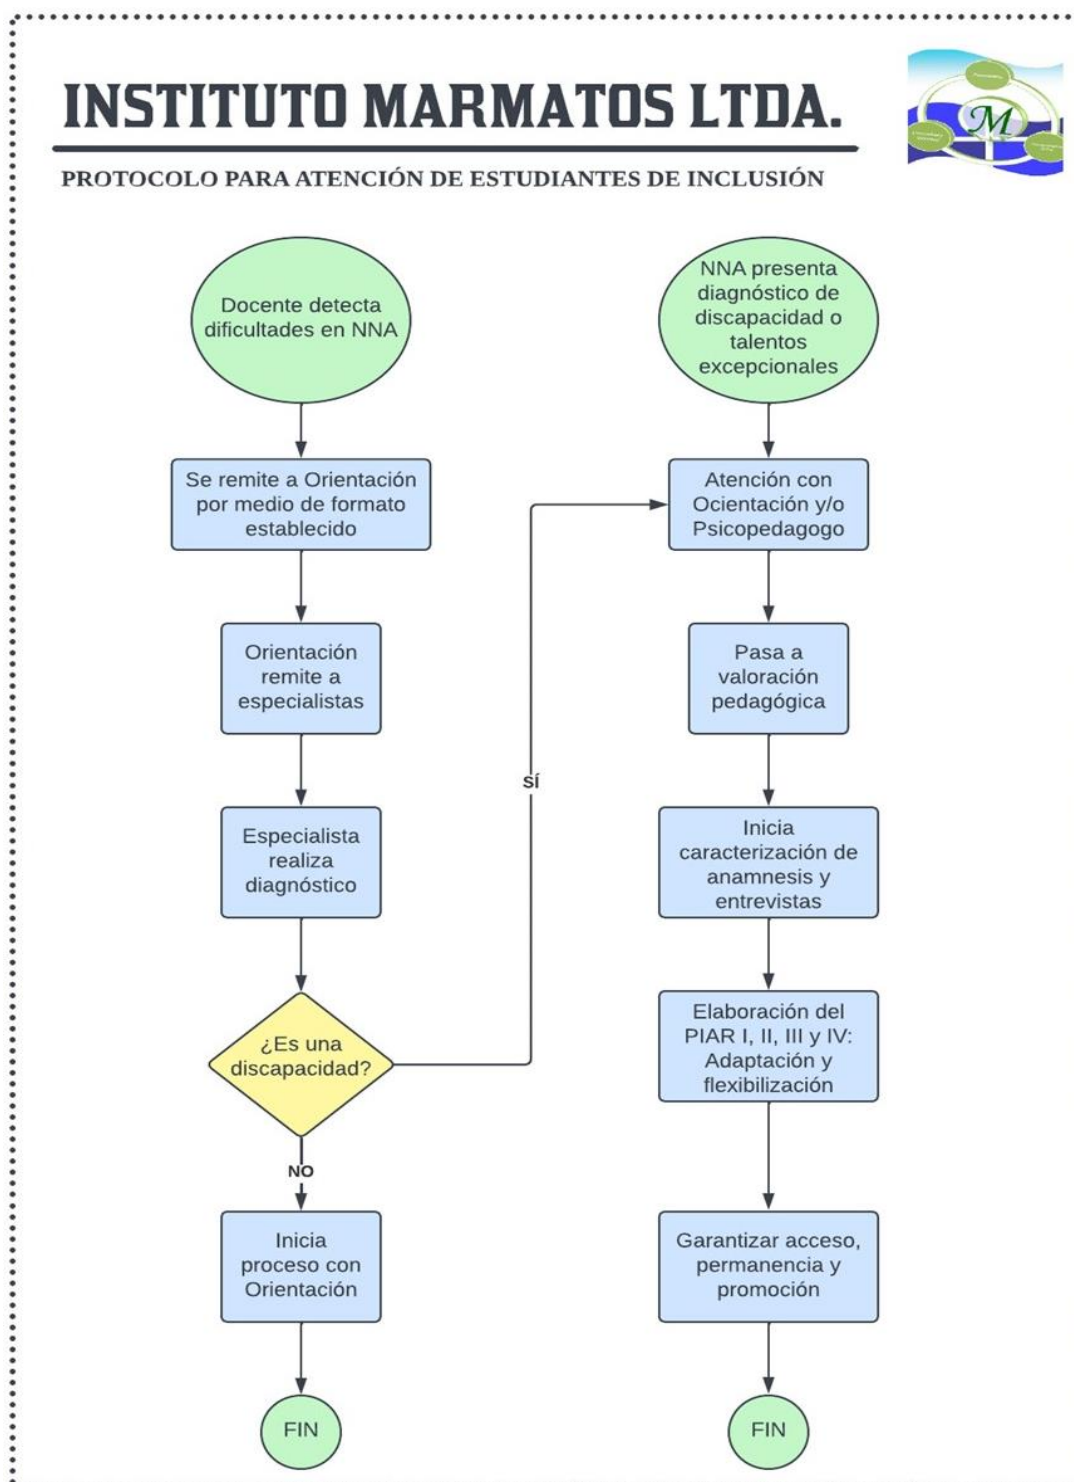 INSTITUTO MARMATOS LTDA.
M
PROTOCOLO PARA ATENCIÓN DE ESTUDIANTES DE INCLUSIÓN
Docente detecta
dificultades en NNA
Se remite a Orientación
por medio de formato
establecido
Orientación
remite a
especialistas
Especialista
realiza
diagnóstico
¿Es una
discapacidad?
SÍ
NO
Inicia
proceso con
Orientación
FIN
NNA presenta
diagnóstico de
discapacidad o
talentos
excepcionales
Atención con
Ocientación y/o
Psicopedagogo
Pasa a
valoración
pedagógica
Inicia
caracterización de
anamnesis y
entrevistas
Elaboración del
PIAR I, II, III y IV:
Adaptación y
flexibilización
Garantizar acceso,
permanencia y
promoción
FIN